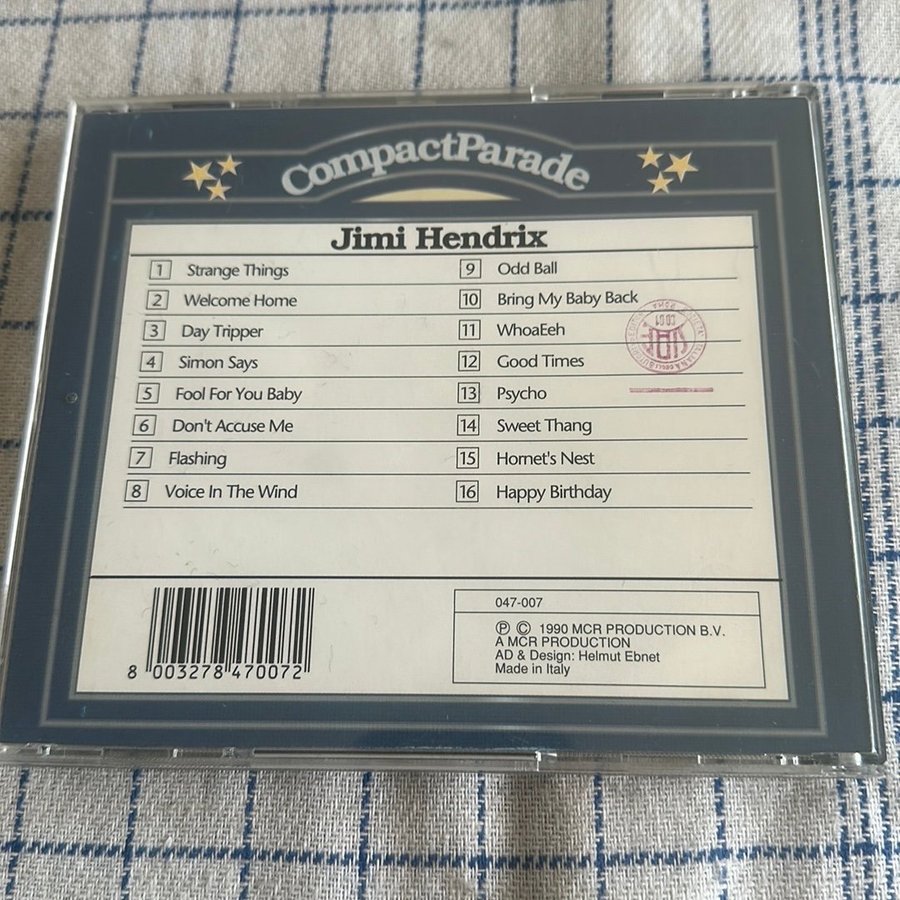 CompactParade
Jimi Hendrix
1 Strange Things
2 Welcome Home
3 Day Tripper
4 Simon Says
5 Fool For You Baby
6 Don't Accuse Me
7 Flashing
8 Voice In The Wind
9 Odd Ball
10 Bring My Baby Back
11 WhoaEeh
12 Good Times
13 Psycho
14 Sweet Thang
15 Hornet's Nest
16 Happy Birthday
8 003278 470072
047-007
Ⓟ © 1990 MCR PRODUCTION B.V.
A MCR PRODUCTION
AD & Design: Helmut Ebnet
Made in Italy